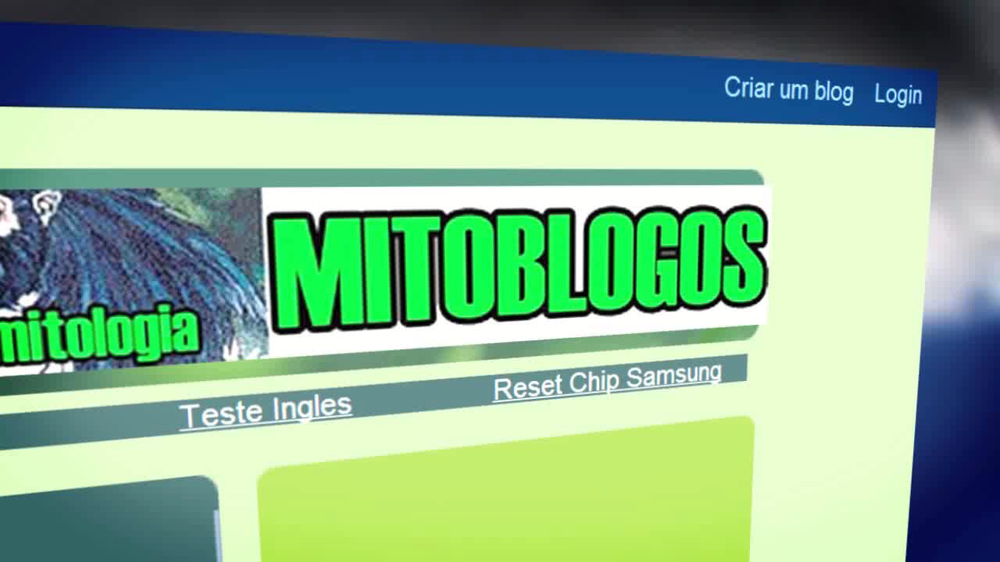 Criar um blog Login
MITOBLOGOS
mitologia
Teste Ingles Reset Chip Samsung